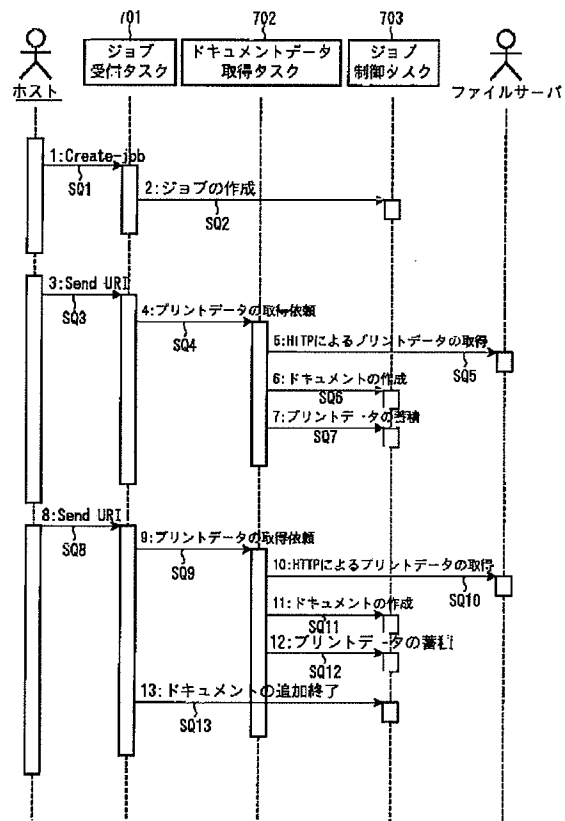 701
702
703
ジョブ
受付タスク
ドキュメントデータ
取得タスク
ジョブ
制御タスク
ホスト
ファイルサーバ
1:Create-job
SQ1
2:ジョブの作成
SQ2
3:Send URI
SQ3
4:プリントデータの取得依頼
SQ4
5:HTTPによるプリントデータの取得
SQ5
6:ドキュメントの作成
SQ6
7:プリントデータの蓄積
SQ7
8:Send URI
SQ8
9:プリントデータの取得依頼
SQ9
10:HTTPによるプリントデータの取得
SQ10
11:ドキュメントの作成
SQ11
12:プリントデータの蓄積
SQ12
13:ドキュメントの追加終了
SQ13